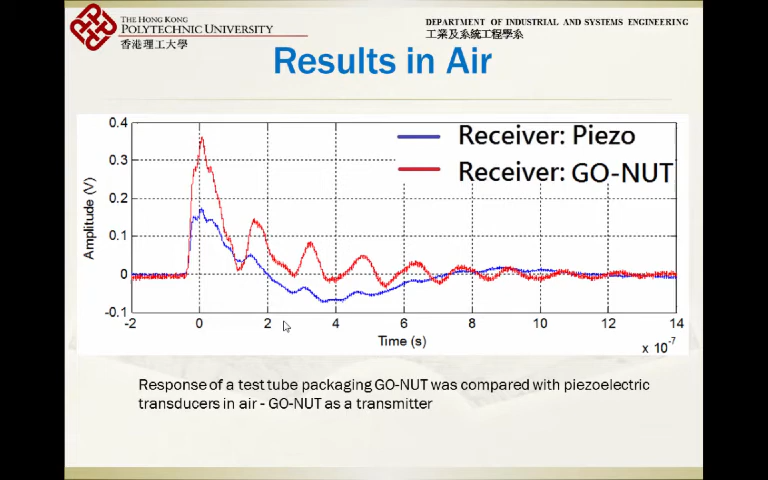 THE HONG KONG
POLYTECHNIC UNIVERSITY
香港理工大學
DEPARTMENT OF INDUSTRIAL AND SYSTEMS ENGINEERING
工業及系統工程學系
Results in Air
Receiver: Piezo
Receiver: GO-NUT
Amplitude (V)
0.4
0.3
0.2
0.1
0
-0.1
-2 0 2 4 6 8 10 12 14
Time (s)
x 10⁻⁷
Response of a test tube packaging GO-NUT was compared with piezoelectric
transducers in air - GO-NUT as a transmitter